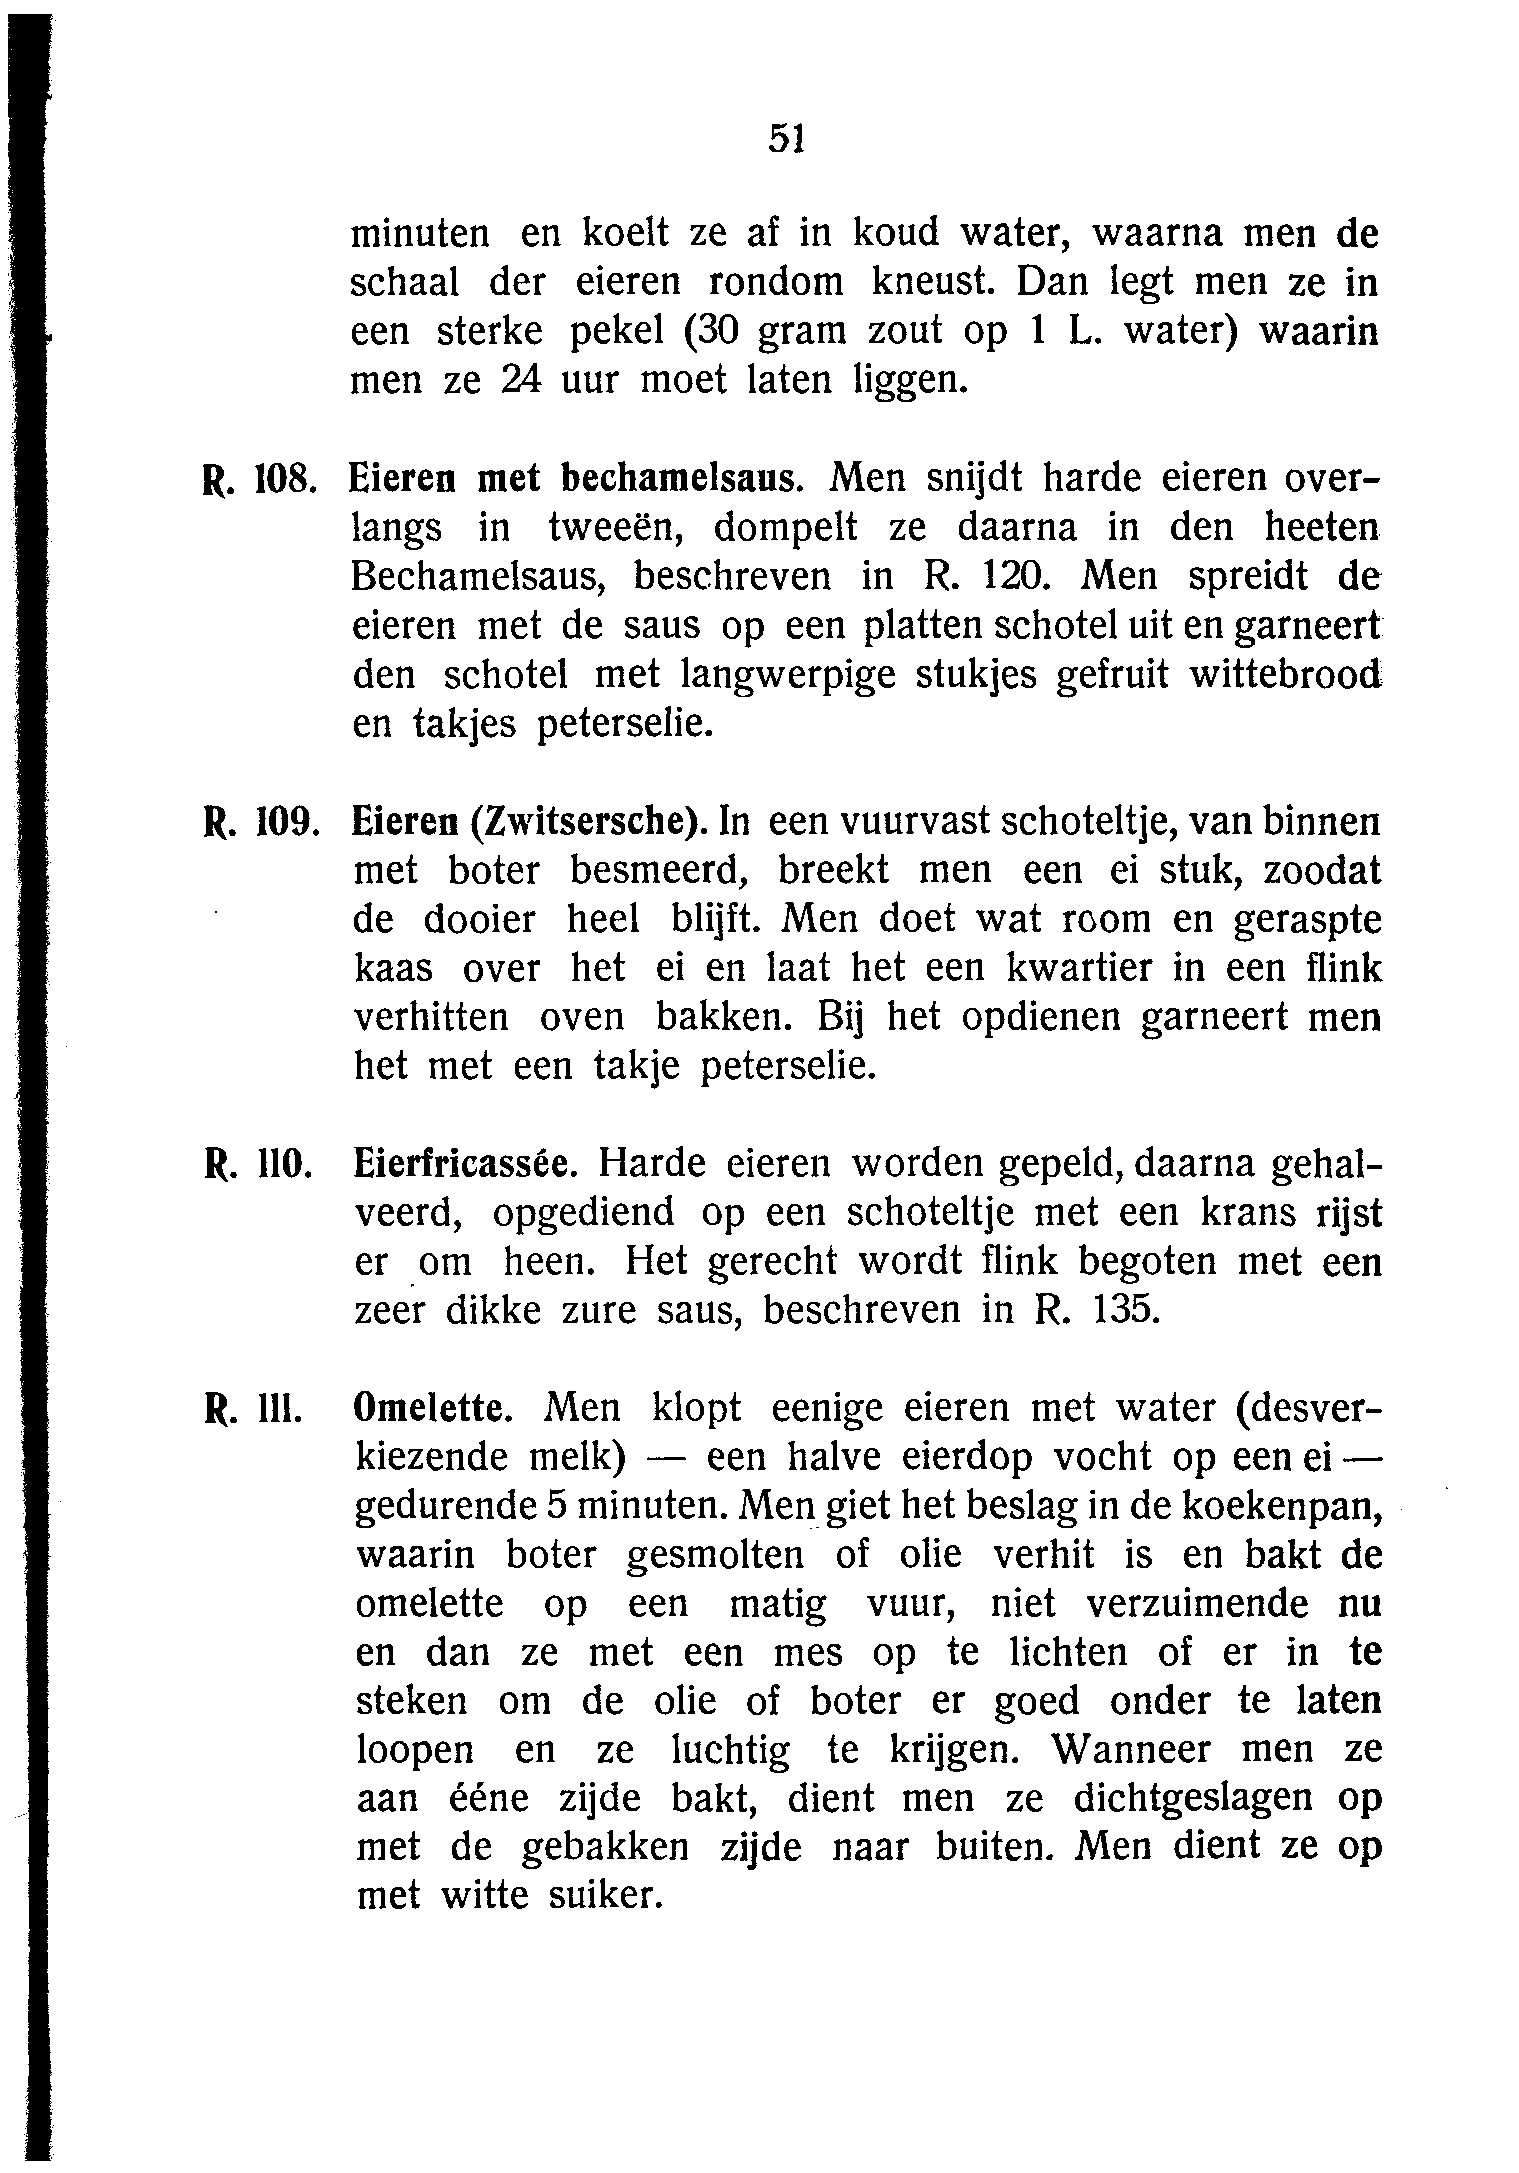 51
minuten en koelt ze af in koud water, waarna men de
schaal der eieren rondom kneust. Dan legt men ze in
een sterke pekel (30 gram zout op 1 L. water) waarin
men ze 24 uur moet laten liggen.
R. 108. Eieren met bechamelsaus. Men snijdt harde eieren over-
langs in tweeën, dompelt ze daarna in den heeten
Bechamelsaus, beschreven in R. 120. Men spreidt de
eieren met de saus op een platten schotel uit en garneert
den schotel met langwerpige stukjes gefruit wittebrood
en takjes peterselie.
R. 109. Eieren (Zwitsersche). In een vuurvast schoteltje, van binnen
met boter besmeerd, breekt men een ei stuk, zoodat
de dooier heel blijft. Men doet wat room en geraspte
kaas over het ei en laat het een kwartier in een flink
verhitten oven bakken. Bij het opdienen garneert men
het met een takje peterselie.
R. 110. Eierfricassée. Harde eieren worden gepeld, daarna gehal-
veerd, opgediend op een schoteltje met een krans rijst
er om heen. Het gerecht wordt flink begoten met een
zeer dikke zure saus, beschreven in R. 135.
R. 111. Omelette. Men klopt eenige eieren met water (desver-
kiezende melk) — een halve eierdop vocht op een ei —
gedurende 5 minuten. Men giet het beslag in de koekenpan,
waarin boter gesmolten of olie verhit is en bakt de
omelette op een matig vuur, niet verzuimende nu
en dan ze met een mes op te lichten of er in te
steken om de olie of boter er goed onder te laten
loopen en ze luchtig te krijgen. Wanneer men ze
aan ééne zijde bakt, dient men ze dichtgeslagen op
met de gebakken zijde naar buiten. Men dient ze op
met witte suiker.